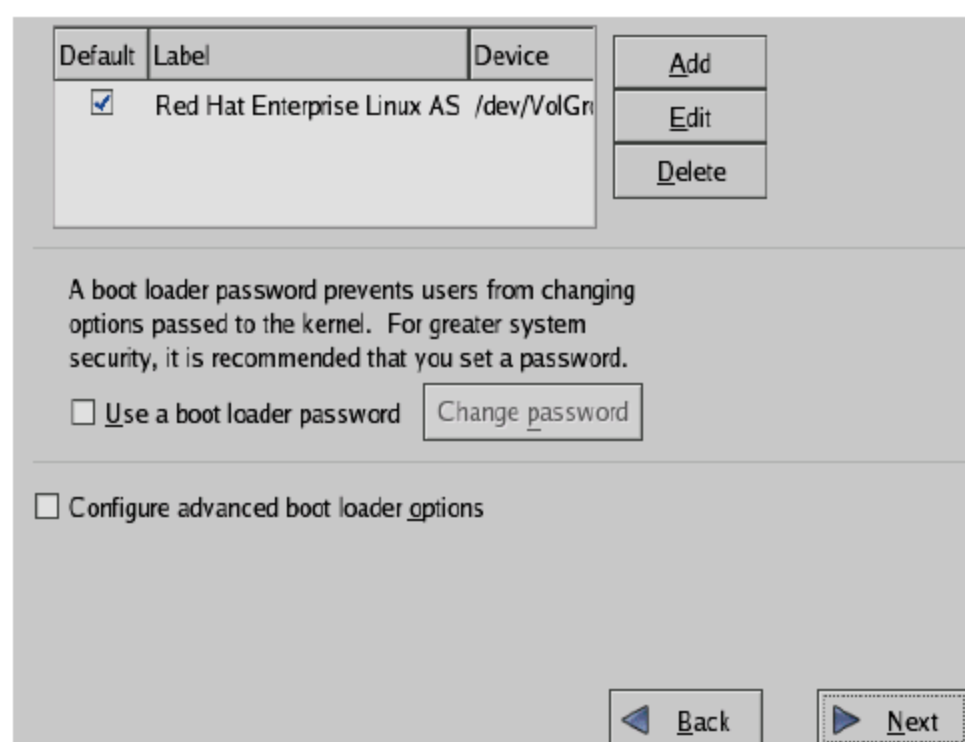 Default Label Device
Red Hat Enterprise Linux AS /dev/VolGr
Add
Edit
Delete
A boot loader password prevents users from changing
options passed to the kernel. For greater system
security, it is recommended that you set a password.
Use a boot loader password Change password
Configure advanced boot loader options
Back Next